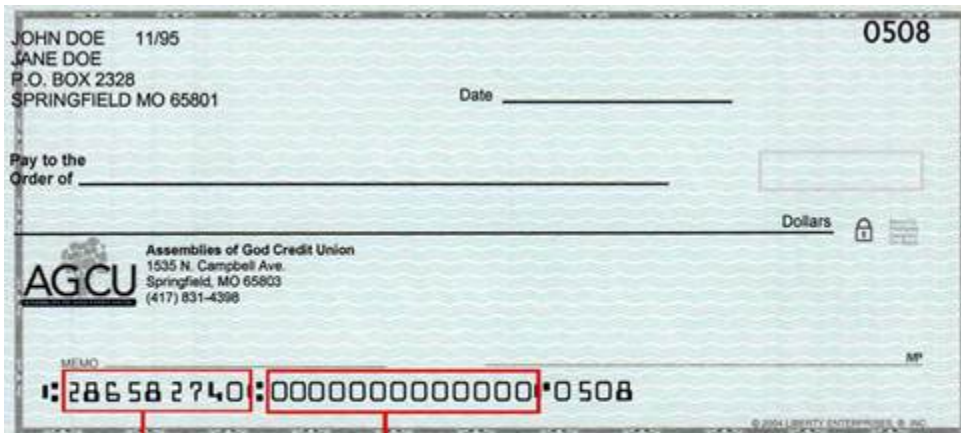 JOHN DOE 11/95
0508
JANE DOE
P.O. BOX 2328
SPRINGFIELD MO 65801
Date
Pay to the
Order of
Dollars
AGCU
Assemblies of God Credit Union
1535 N. Campbell Ave.
Springfield, MO 65803
(417) 831-4398
MEMO
MP
⑆286582740⑆00000000000000⑈0508
© 2004 LIBERTY ENTERPRISES, INC.